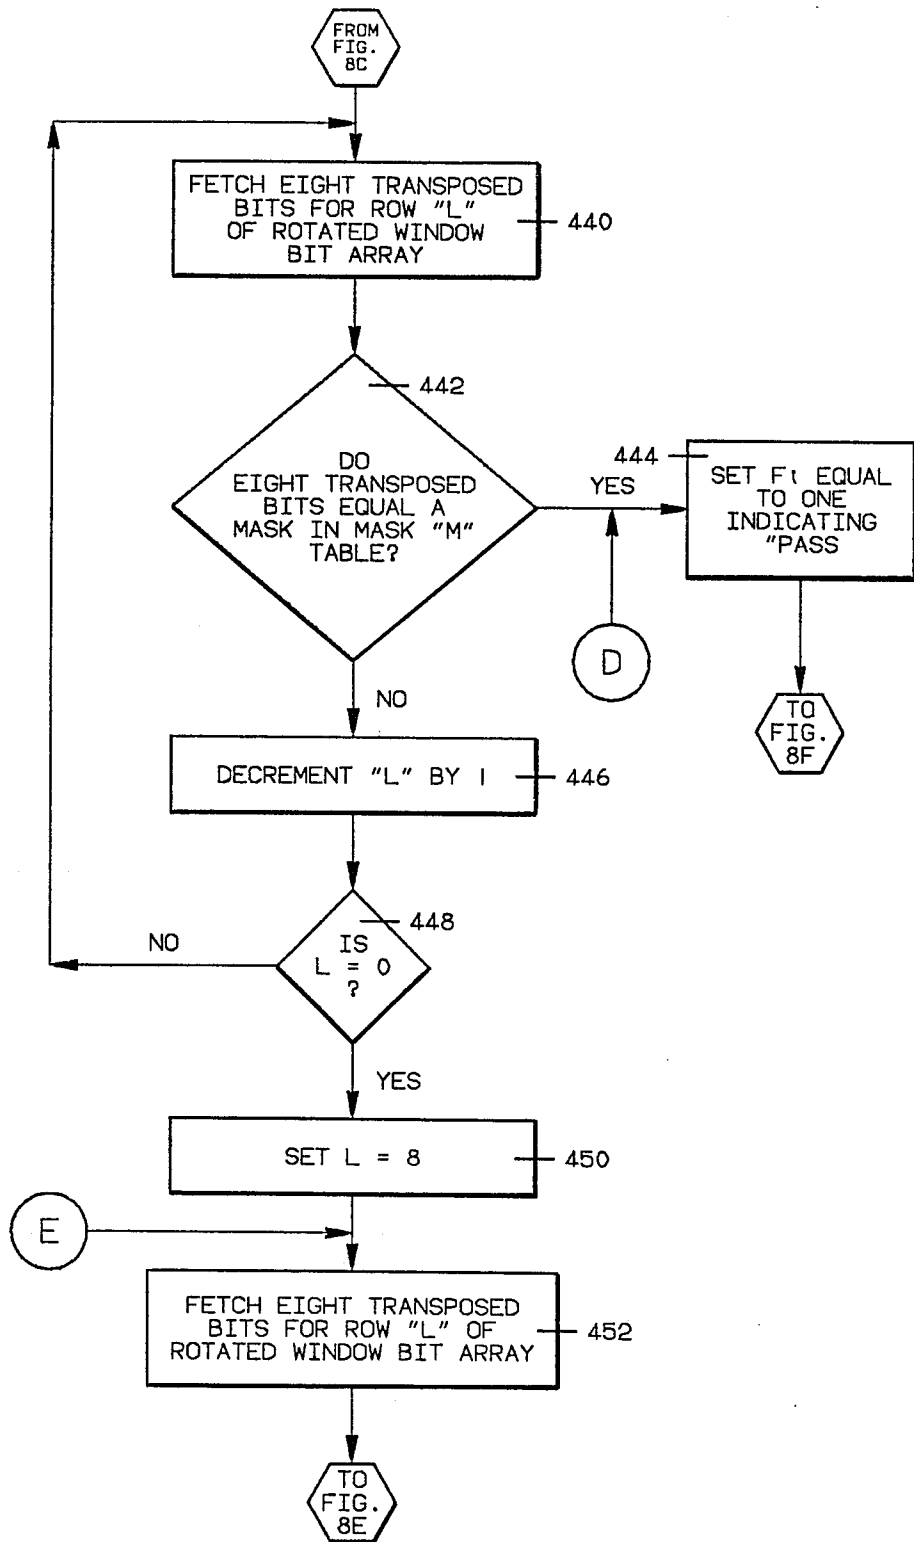 FROM
FIG.
8C
FETCH EIGHT TRANSPOSED
BITS FOR ROW "L"
OF ROTATED WINDOW
BIT ARRAY
440
442
DO
EIGHT TRANSPOSED
BITS EQUAL A
MASK IN MASK "M"
TABLE?
YES
444
SET Ft EQUAL
TO ONE
INDICATING
"PASS
D
TO
FIG.
8F
NO
DECREMENT "L" BY 1
446
448
IS
L = 0
?
NO
YES
SET L = 8
450
E
FETCH EIGHT TRANSPOSED
BITS FOR ROW "L" OF
ROTATED WINDOW BIT ARRAY
452
TO
FIG.
8E